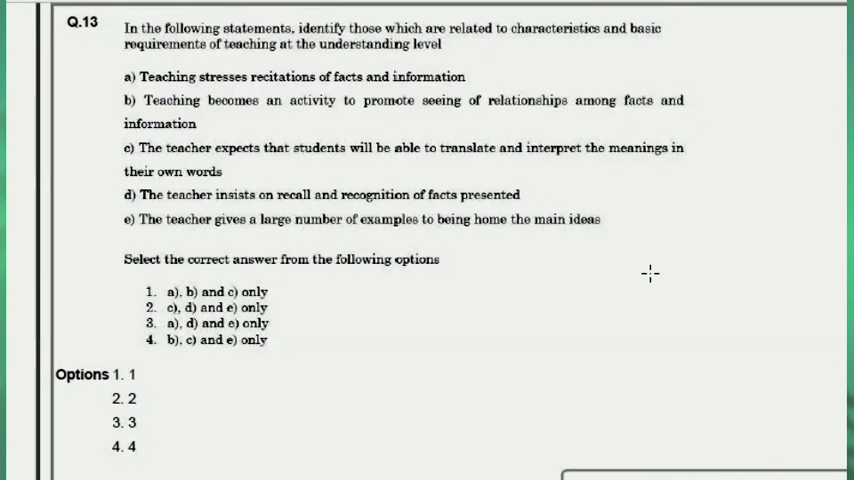 Q.13
In the following statements, identify those which are related to characteristics and basic
requirements of teaching at the understanding level
a) Teaching stresses recitations of facts and information
b) Teaching becomes an activity to promote seeing of relationships among facts and
information
c) The teacher expects that students will be able to translate and interpret the meanings in
their own words
d) The teacher insists on recall and recognition of facts presented
e) The teacher gives a large number of examples to being home the main ideas
Select the correct answer from the following options
1. a), b) and c) only
2. c), d) and e) only
3. a), d) and e) only
4. b), c) and e) only
Options 1. 1
2. 2
3. 3
4. 4